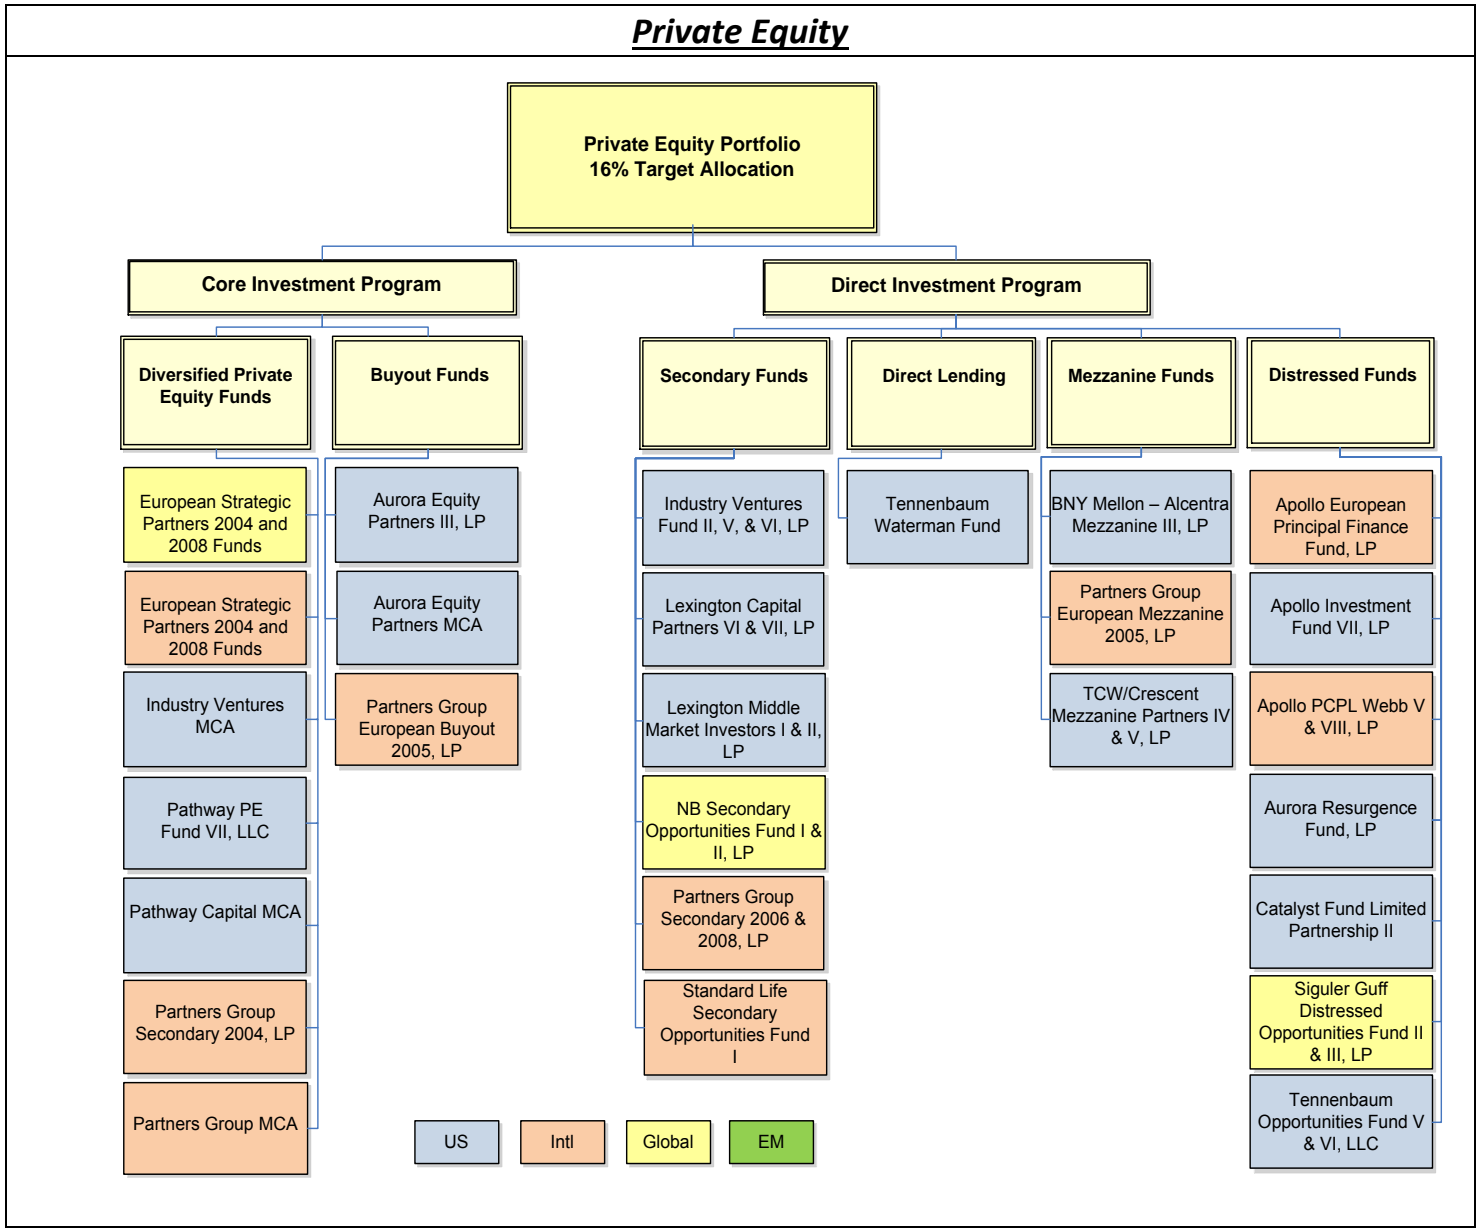 Private Equity
Private Equity Portfolio
16% Target Allocation
Core Investment Program
Direct Investment Program
Diversified Private
Equity Funds
Buyout Funds
Secondary Funds
Direct Lending
Mezzanine Funds
Distressed Funds
European Strategic
Partners 2004 and
2008 Funds
European Strategic
Partners 2004 and
2008 Funds
Industry Ventures
MCA
Pathway PE
Fund VII, LLC
Pathway Capital MCA
Partners Group
Secondary 2004, LP
Partners Group MCA
Aurora Equity
Partners III, LP
Aurora Equity
Partners MCA
Partners Group
European Buyout
2005, LP
Industry Ventures
Fund II, V, & VI, LP
Lexington Capital
Partners VI & VII, LP
Lexington Middle
Market Investors I & II,
LP
NB Secondary
Opportunities Fund I &
II, LP
Partners Group
Secondary 2006 &
2008, LP
Standard Life
Secondary
Opportunities Fund
I
Tennenbaum
Waterman Fund
BNY Mellon – Alcentra
Mezzanine III, LP
Partners Group
European Mezzanine
2005, LP
TCW/Crescent
Mezzanine Partners IV
& V, LP
Apollo European
Principal Finance
Fund, LP
Apollo Investment
Fund VII, LP
Apollo PCPL Webb V
& VIII, LP
Aurora Resurgence
Fund, LP
Catalyst Fund Limited
Partnership II
Siguler Guff
Distressed
Opportunities Fund II
& III, LP
Tennenbaum
Opportunities Fund V
& VI, LLC
US
Intl
Global
EM